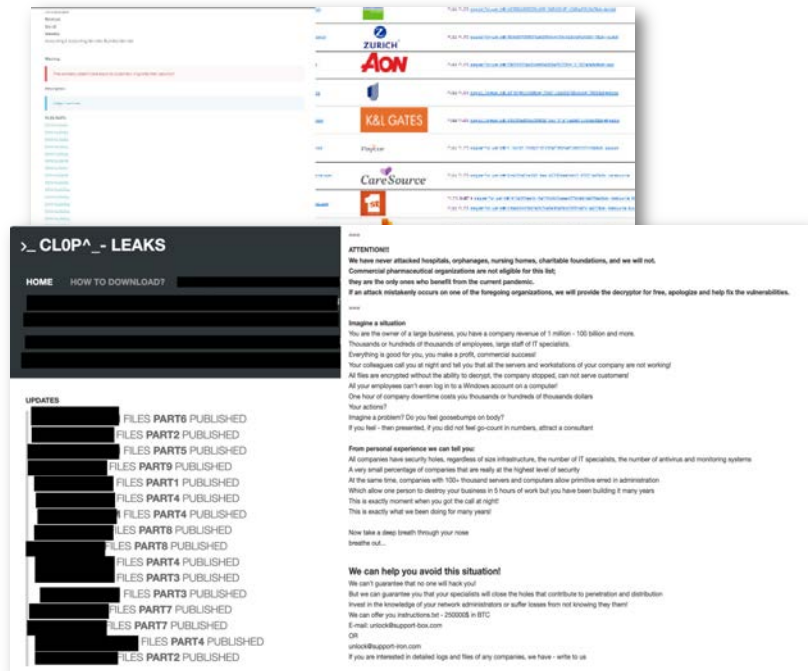 Warning
ZURICH
AON
K&L GATES
CareSource
>_ CL0P^_- LEAKS
HOME HOW TO DOWNLOAD?
UPDATES
FILES PART6 PUBLISHED
FILES PART2 PUBLISHED
FILES PART5 PUBLISHED
FILES PART9 PUBLISHED
FILES PART1 PUBLISHED
FILES PART4 PUBLISHED
FILES PART4 PUBLISHED
FILES PART8 PUBLISHED
FILES PART8 PUBLISHED
FILES PART4 PUBLISHED
FILES PART3 PUBLISHED
FILES PART3 PUBLISHED
FILES PART7 PUBLISHED
FILES PART7 PUBLISHED
FILES PART4 PUBLISHED
FILES PART2 PUBLISHED
***
ATTENTION!!!
We have never attacked hospitals, orphanages, nursing homes, charitable foundations, and we will not.
Commercial pharmaceutical organizations are not eligible for this list;
they are the only ones who benefit from the current pandemic.
If an attack mistakenly occurs on one of the foregoing organizations, we will provide the decryptor for free, apologize and help fix the vulnerabilities.
***
Imagine a situation
You are the owner of a large business, you have a company revenue of 1 million - 100 billion and more.
Thousands or hundreds of thousands of employees, large staff of IT specialists.
Everything is good for you, you make a profit, commercial success!
Your colleagues call you at night and tell you that all the servers and workstations of your company are not working!
All files are encrypted without the ability to decrypt, the company stopped, can not serve customers!
All your employees can't even log in to a Windows account on a computer!
One hour of company downtime costs you thousands or hundreds of thousands dollars
Your actions?
Imagine a problem? Do you feel goosebumps on body?
If you feel - then presented, if you did not feel go-count in numbers, attract a consultant
From personal experience we can tell you:
All companies have security holes, regardless of size infrastructure, the number of IT specialists, the number of antivirus and monitoring systems
A very small percentage of companies that are really at the highest level of security
At the same time, companies with 100+ thousand servers and computers allow primitive erred in administration
Which allow one person to destroy your business in 5 hours of work but you have been building it many years
This is exactly moment when you got the call at night!
This is exactly what we been doing for many years!
Now take a deep breath through your nose
breathe out...
We can help you avoid this situation!
We can't guarantee that no one will hack you!
But we can guarantee you that your specialists will close the holes that contribute to penetration and distribution
Invest in the knowledge of your network administrators or suffer losses from not knowing they them!
We can offer you instructions.txt - 250000$ in BTC
E-mail: unlock@support-box.com
OR
unlock@support-iron.com
If you are interested in detailed logs and files of any companies, we have - write to us